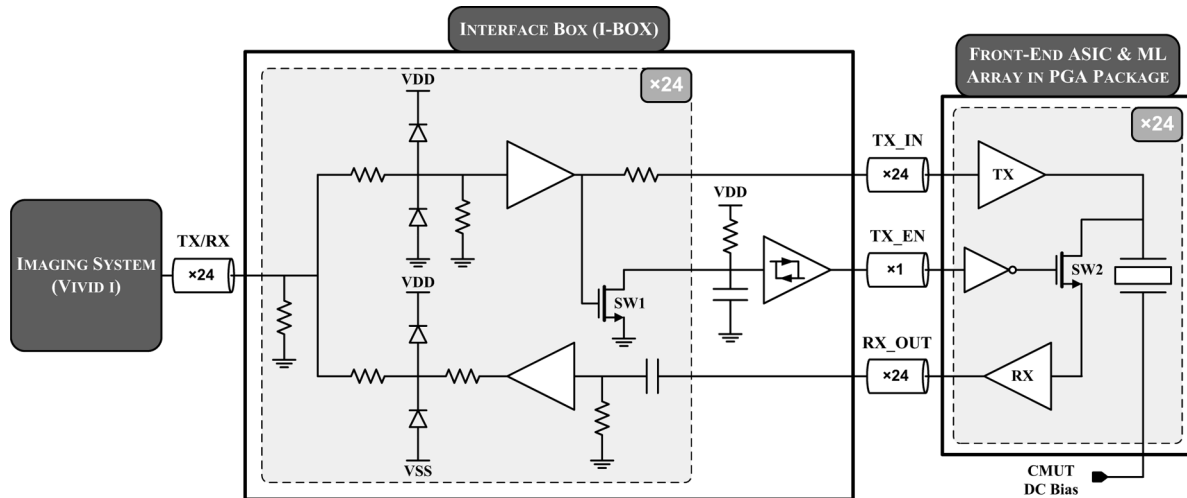 INTERFACE BOX (I-BOX)
FRONT-END ASIC & ML
ARRAY IN PGA PACKAGE
×24
×24
VDD
TX_IN
×24
TX
VDD
IMAGING SYSTEM
(VIVID I)
TX/RX
×24
TX_EN
×1
SW2
VDD
SW1
RX_OUT
×24
RX
VSS
CMUT
DC Bias